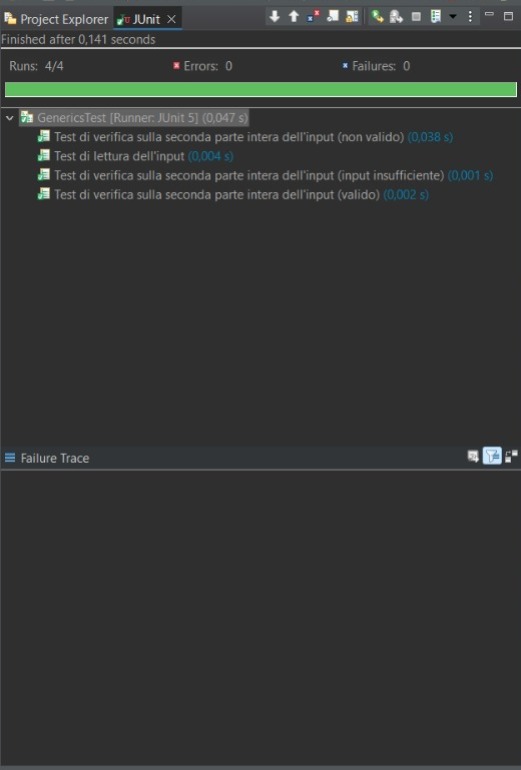 Project Explorer JUnit
Finished after 0,141 seconds
Runs: 4/4 Errors: 0 Failures: 0
GenericsTest [Runner: JUnit 5] (0,047 s)
Test di verifica sulla seconda parte intera dell'input (non valido) (0,038 s)
Test di lettura dell'input (0,004 s)
Test di verifica sulla seconda parte intera dell'input (input insufficiente) (0,001 s)
Test di verifica sulla seconda parte intera dell'input (valido) (0,002 s)
Failure Trace